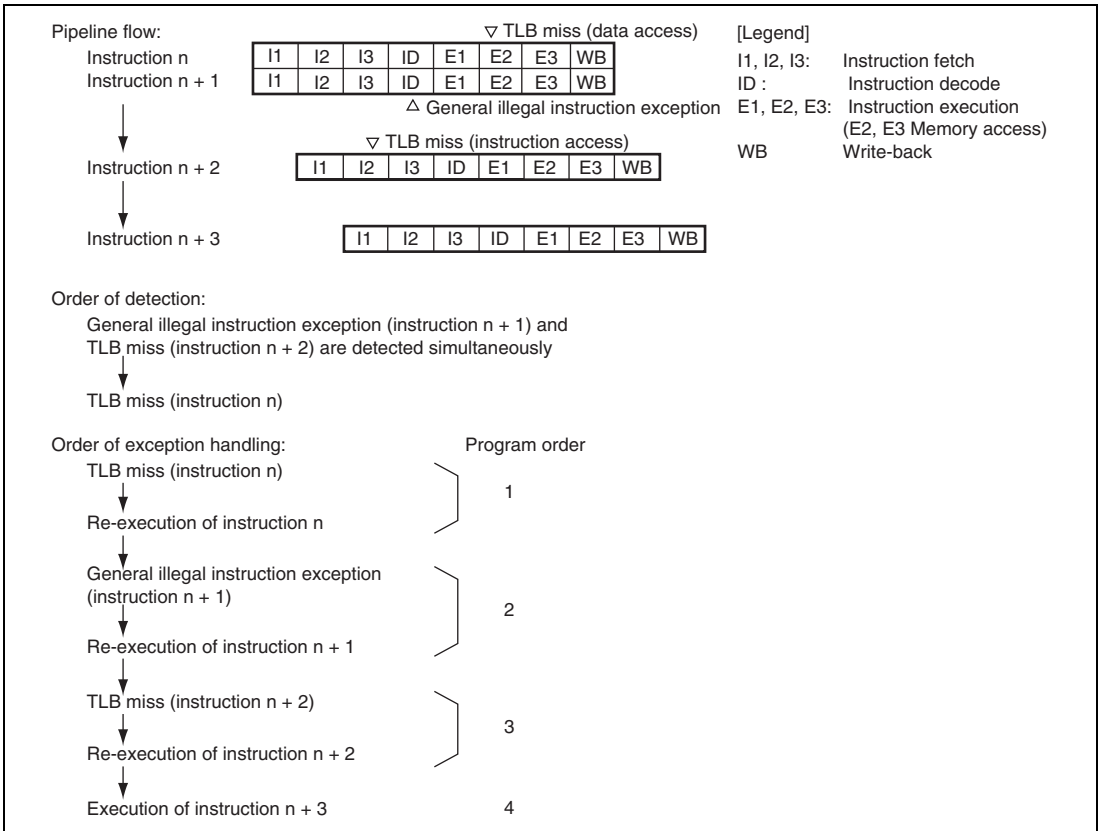 Pipeline flow:
▽ TLB miss (data access)
Instruction n
I1 I2 I3 ID E1 E2 E3 WB
Instruction n + 1
I1 I2 I3 ID E1 E2 E3 WB
△ General illegal instruction exception
▽ TLB miss (instruction access)
Instruction n + 2
I1 I2 I3 ID E1 E2 E3 WB
Instruction n + 3
I1 I2 I3 ID E1 E2 E3 WB
[Legend]
I1, I2, I3: Instruction fetch
ID : Instruction decode
E1, E2, E3: Instruction execution
(E2, E3 Memory access)
WB Write-back
Order of detection:
General illegal instruction exception (instruction n + 1) and
TLB miss (instruction n + 2) are detected simultaneously
TLB miss (instruction n)
Order of exception handling: Program order
TLB miss (instruction n)
1
Re-execution of instruction n
General illegal instruction exception
(instruction n + 1)
2
Re-execution of instruction n + 1
TLB miss (instruction n + 2)
3
Re-execution of instruction n + 2
Execution of instruction n + 3 4